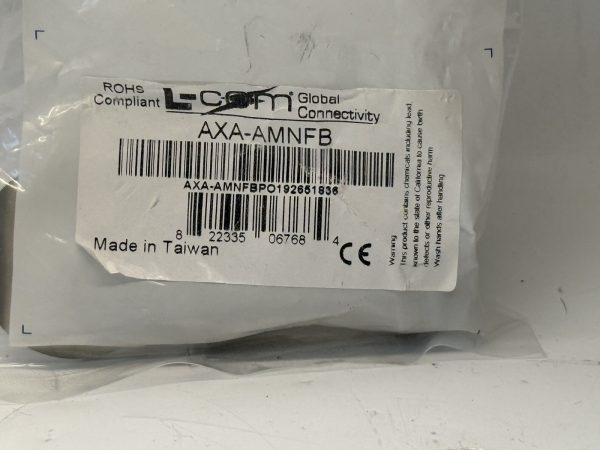 ROHS
Compliant
L-com® Global
Connectivity
AXA-AMNFB
AXA-AMNFBPO192651836
8 22335 06768 4
Made in Taiwan
CE
Warning
This product contains chemicals including lead
known to the state of California to cause birth
defects or other reproductive harm
Wash hands after handling